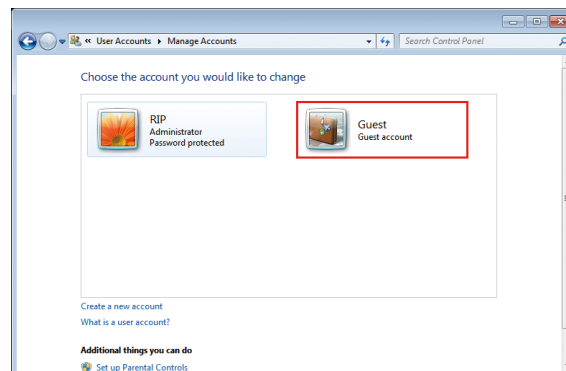 « User Accounts ▸ Manage Accounts
Search Control Panel
Choose the account you would like to change
RIP
Administrator
Password protected
Guest
Guest account
Create a new account
What is a user account?
Additional things you can do
Set up Parental Controls